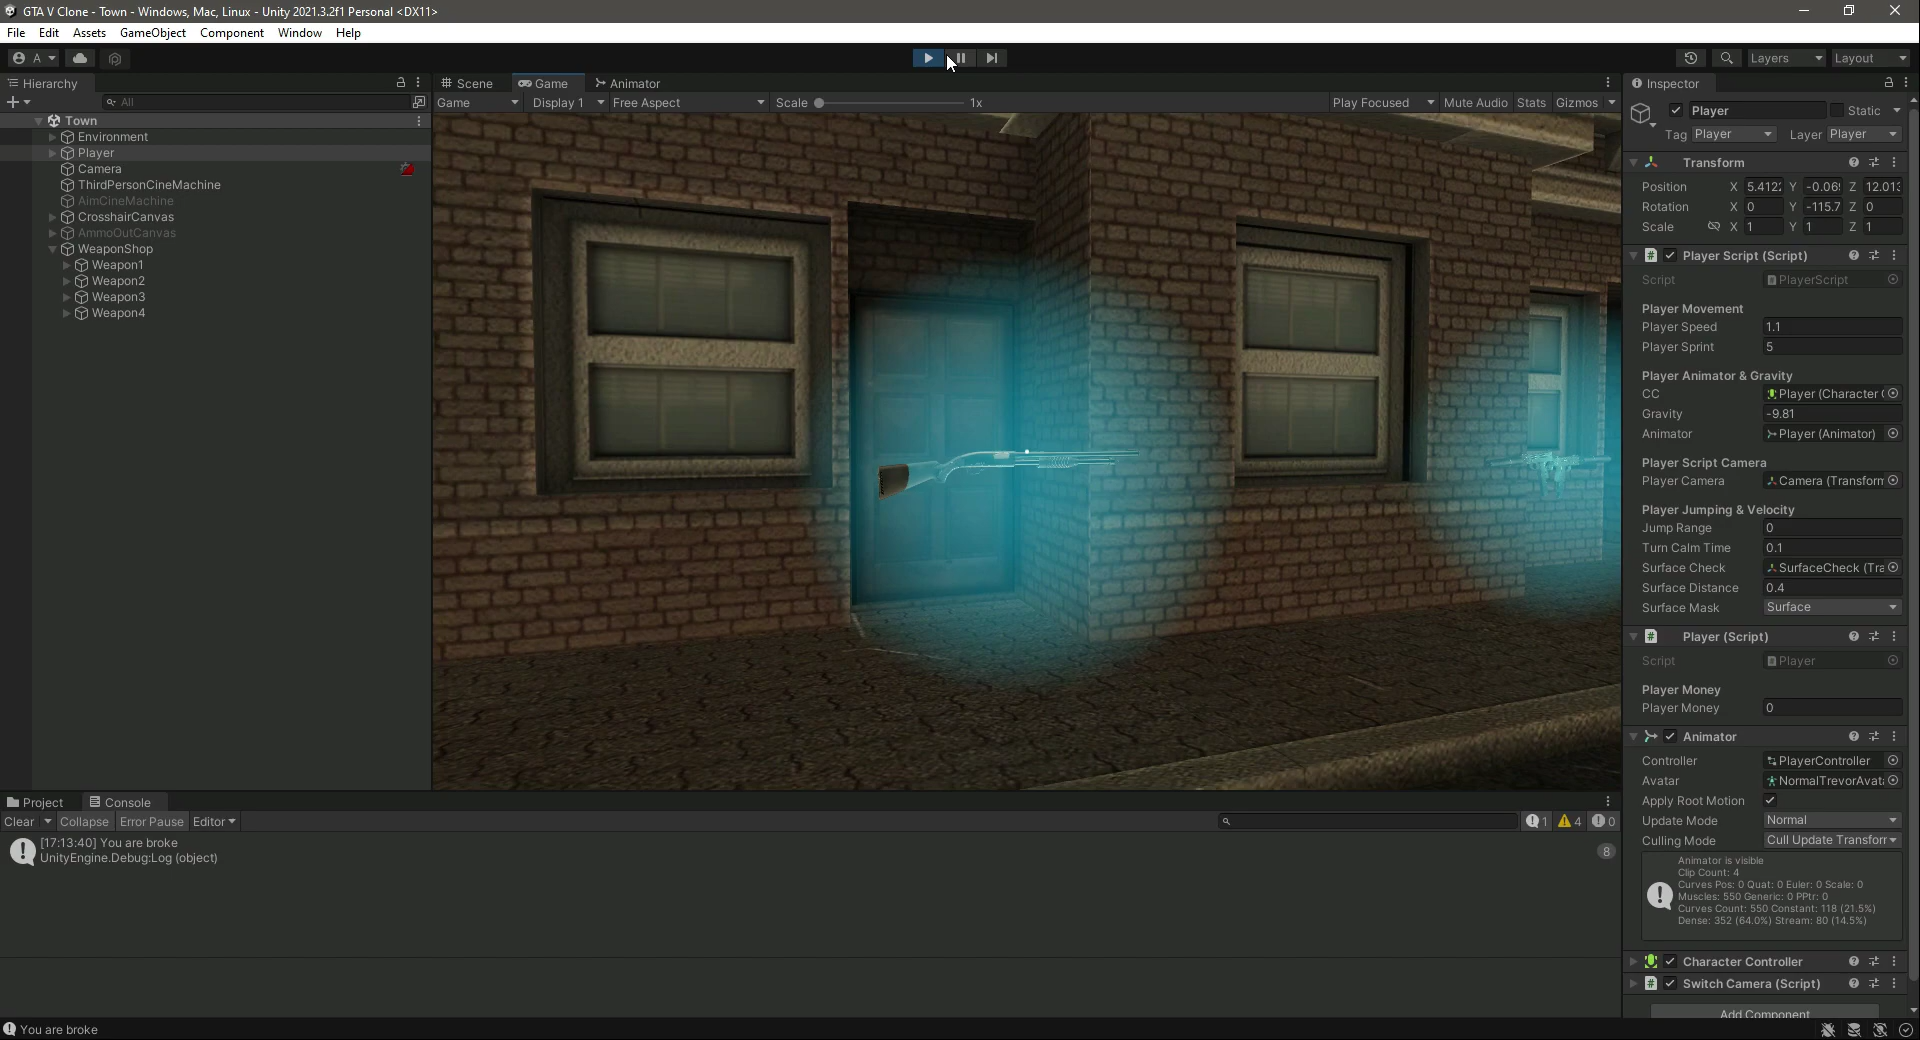 GTA V Clone - Town - Windows, Mac, Linux - Unity 2021.3.2f1 Personal <DX11>
File Edit Assets GameObject Component Window Help
A Layers Layout
Hierarchy
All
Town
Environment
Player
Camera
ThirdPersonCineMachine
AimCineMachine
CrosshairCanvas
AmmoOutCanvas
WeaponShop
Weapon1
Weapon2
Weapon3
Weapon4
Scene Game Animator
Game Display 1 Free Aspect Scale 1x Play Focused Mute Audio Stats Gizmos
Inspector
Player Static
Tag Player Layer Player
Transform
Position X 5.412 Y -0.06 Z 12.013
Rotation X 0 Y -115.7 Z 0
Scale X 1 Y 1 Z 1
Player Script (Script)
Script PlayerScript
Player Movement
Player Speed 1.1
Player Sprint 5
Player Animator & Gravity
CC Player (Character
Gravity -9.81
Animator Player (Animator)
Player Script Camera
Player Camera Camera (Transform
Player Jumping & Velocity
Jump Range 0
Turn Calm Time 0.1
Surface Check SurfaceCheck (Tra
Surface Distance 0.4
Surface Mask Surface
Player (Script)
Script Player
Player Money
Player Money 0
Animator
Controller PlayerController
Avatar NormalTrevorAvata
Apply Root Motion
Update Mode Normal
Culling Mode Cull Update Transform
Animator is visible
Clip Count: 4
Curves Pos: 0 Quat: 0 Euler: 0 Scale: 0
Muscles: 550 Generic: 0 PPtr: 0
Curves Count: 550 Constant: 118 (21.5%)
Dense: 352 (64.0%) Stream: 80 (14.5%)
Character Controller
Switch Camera (Script)
Add Component
Project Console
Clear Collapse Error Pause Editor 1 4 0
[17:13:40] You are broke
UnityEngine.Debug:Log (object)
8
You are broke